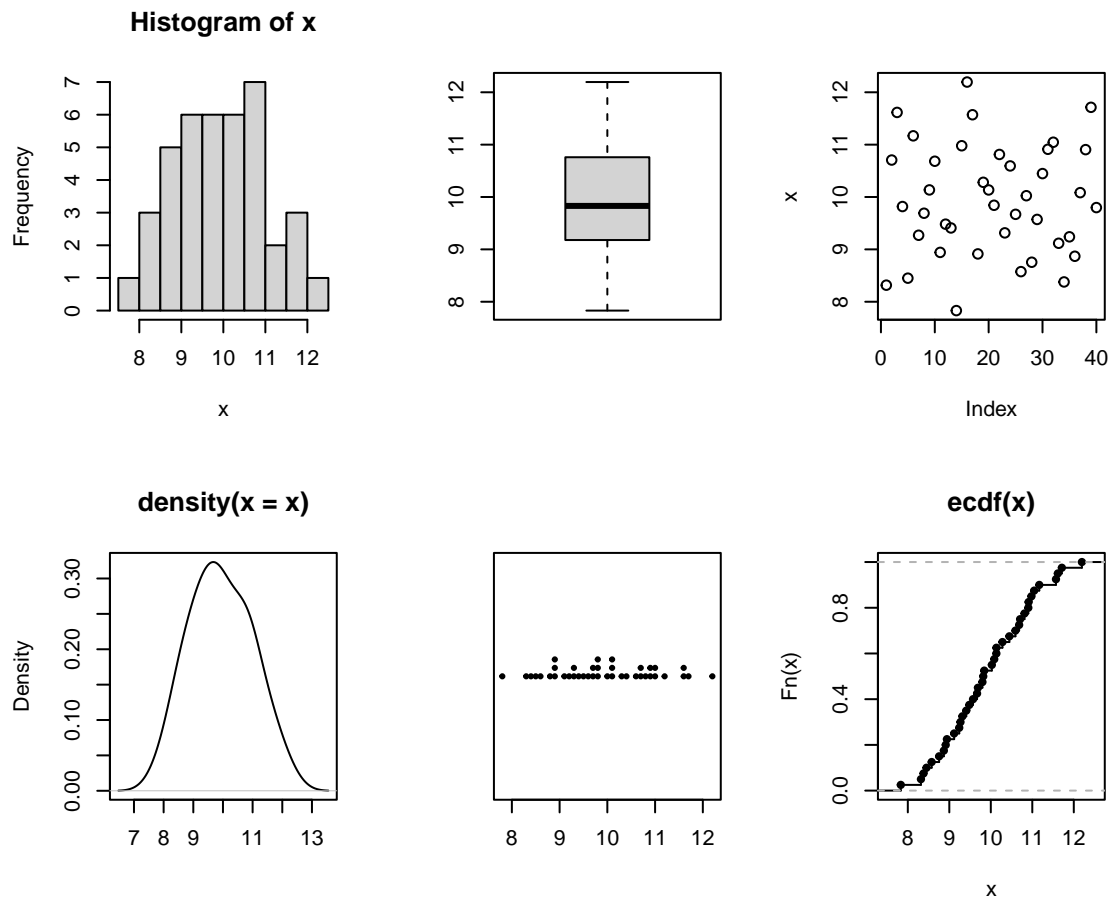 Histogram of x
Frequency
0 1 2 3 4 5 6 7
8 9 10 11 12
x
8 9 10 11 12
x
8 9 10 11 12
0 10 20 30 40
Index
density(x = x)
Density
0.00 0.10 0.20 0.30
7 8 9 11 13
8 9 10 11 12
ecdf(x)
Fn(x)
0.0 0.4 0.8
8 9 10 11 12
x